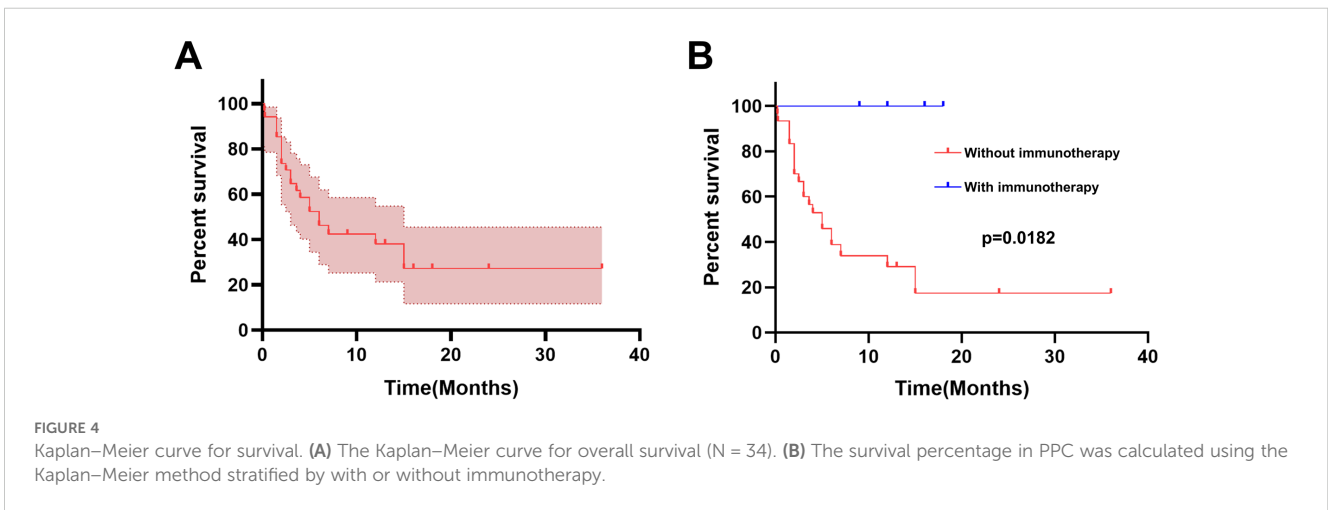 A
B
Percent survival
100
80
60
40
20
0
0 10 20 30 40
Time(Months)
Percent survival
100
80
60
40
20
0
Without immunotherapy
With immunotherapy
p=0.0182
0 10 20 30 40
Time(Months)
FIGURE 4
Kaplan–Meier curve for survival. (A) The Kaplan–Meier curve for overall survival (N = 34). (B) The survival percentage in PPC was calculated using the
Kaplan–Meier method stratified by with or without immunotherapy.